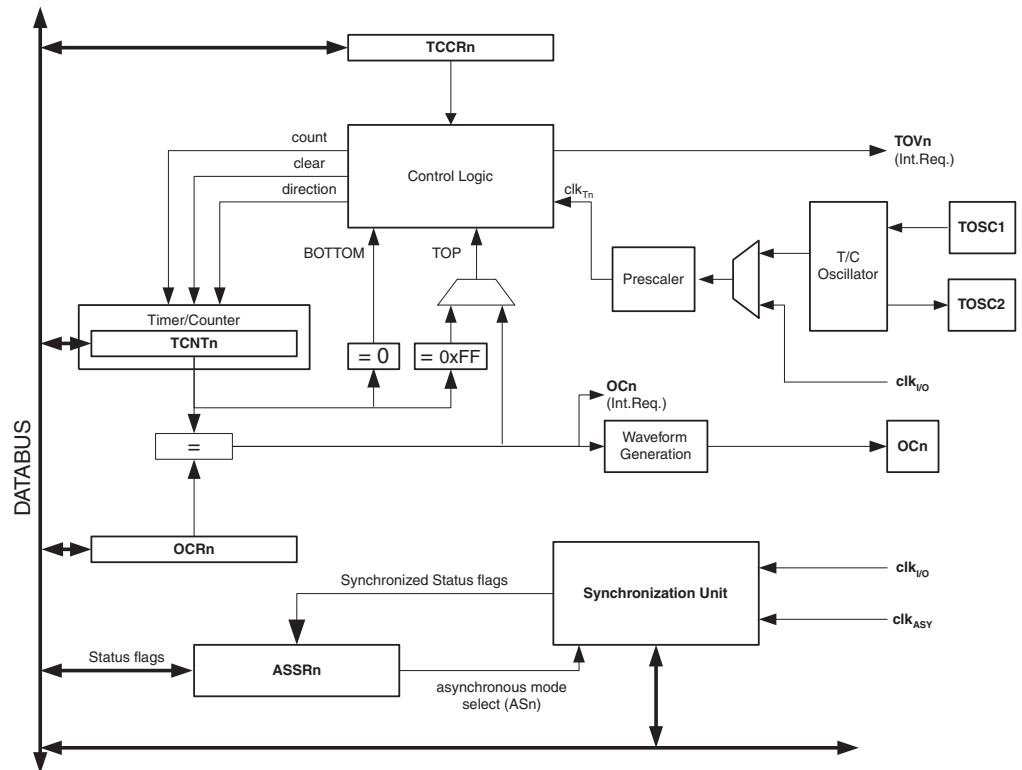 TCCRn
count
clear
direction
Control Logic
TOVn
(Int.Req.)
clkTn
BOTTOM
TOP
Prescaler
T/C
Oscillator
TOSC1
TOSC2
Timer/Counter
TCNTn
= 0
= 0xFF
clkI/O
OCn
(Int.Req.)
=
Waveform
Generation
OCn
DATABUS
OCRn
Synchronized Status flags
Synchronization Unit
clkI/O
clkASY
Status flags
ASSRn
asynchronous mode
select (ASn)